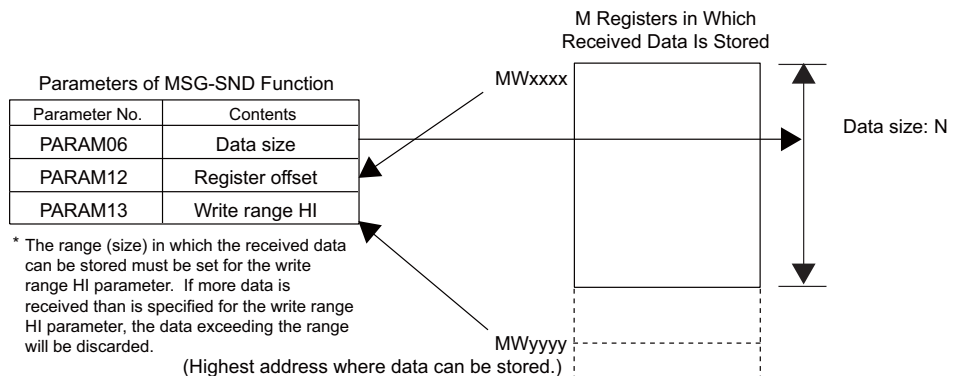 M Registers in Which
Received Data Is Stored
MWxxxx
Parameters of MSG-SND Function
Parameter No. Contents
PARAM06 Data size
PARAM12 Register offset
PARAM13 Write range HI
Data size: N
* The range (size) in which the received data
can be stored must be set for the write
range HI parameter. If more data is
received than is specified for the write range
HI parameter, the data exceeding the range
will be discarded.
MWyyyy
(Highest address where data can be stored.)